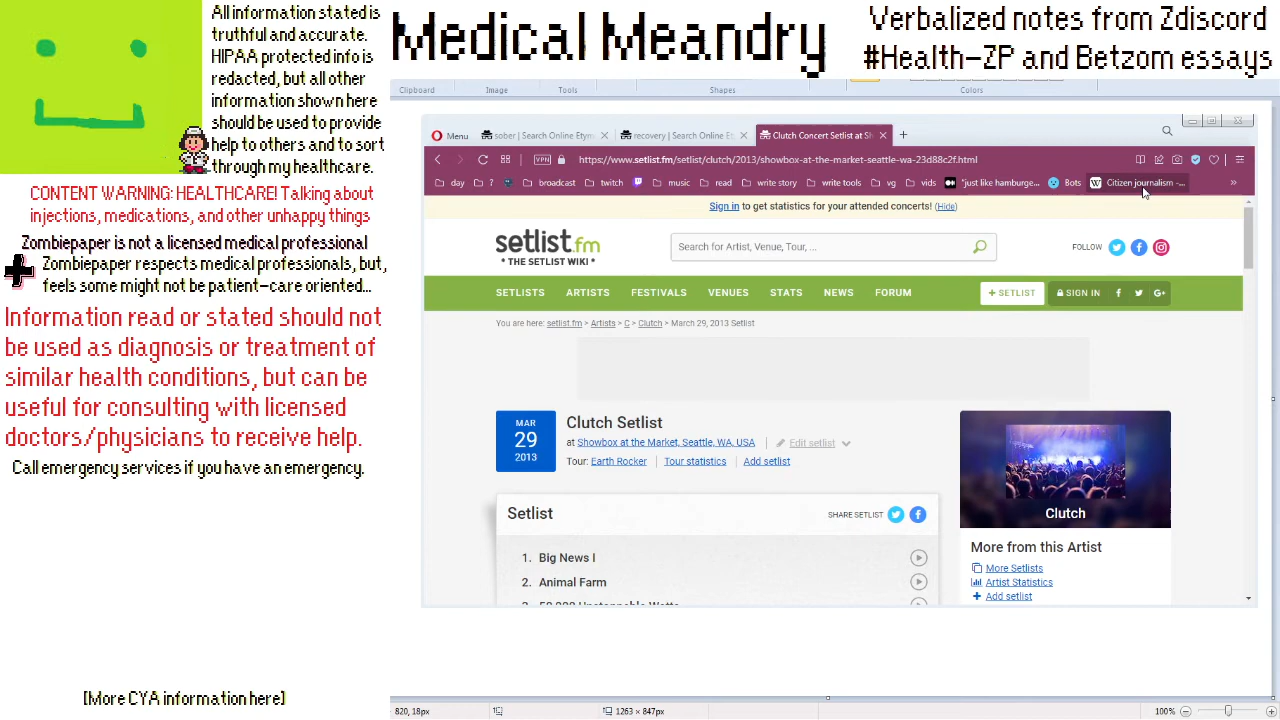 All information stated is
truthful and accurate.
HIPAA protected info is
redacted, but all other
information shown here
should be used to provide
help to others and to sort
through my healthcare.
CONTENT WARNING: HEALTHCARE! Talking about
injections, medications, and other unhappy things
Zombiepaper is not a licensed medical professional
Zombiepaper respects medical professionals, but,
feels some might not be patient-care oriented...
Information read or stated should not
be used as diagnosis or treatment of
similar health conditions, but can be
useful for consulting with licensed
doctors/physicians to receive help.
Call emergency services if you have an emergency.
[More CYA information here]
Medical Meandry
Verbalized notes from Zdiscord
#Health-ZP and Betzom essays
Clipboard Image Tools Shapes Colors
Menu sober | Search Online Etym recovery | Search Online Et Clutch Concert Setlist at Sh
VPN https://www.setlist.fm/setlist/clutch/2013/showbox-at-the-market-seattle-wa-23d88c2f.html
day ? broadcast twitch music read write story write tools vg vids "just like hamburge... Bots Citizen journalism -... »
Sign in to get statistics for your attended concerts! (Hide)
setlist.fm
* THE SETLIST WIKI *
Search for Artist, Venue, Tour, ...
FOLLOW
SETLISTS ARTISTS FESTIVALS VENUES STATS NEWS FORUM + SETLIST SIGN IN f G+
You are here: setlist.fm > Artists > C > Clutch > March 29, 2013 Setlist
MAR
29
2013
Clutch Setlist
at Showbox at the Market, Seattle, WA, USA Edit setlist
Tour: Earth Rocker Tour statistics Add setlist
Setlist SHARE SETLIST
1. Big News I
2. Animal Farm
Clutch
More from this Artist
More Setlists
Artist Statistics
Add setlist
820, 18px 1263 × 847px 100%